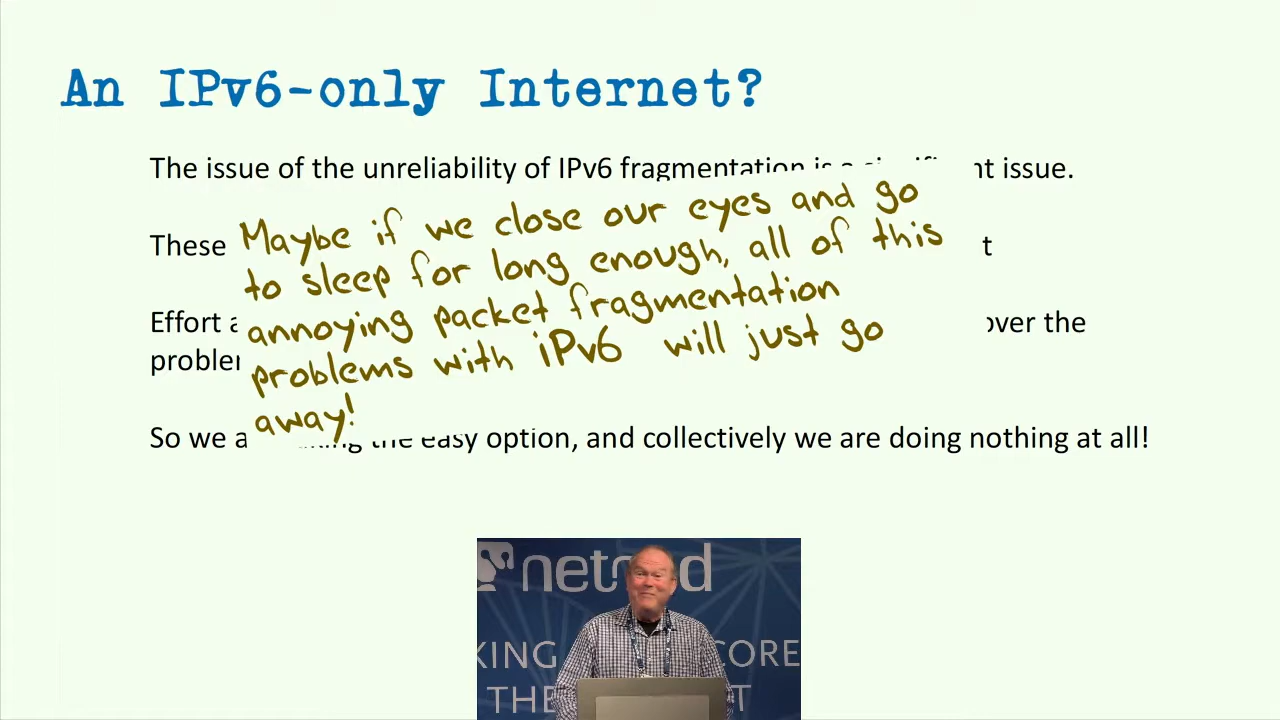 An IPv6-only Internet?
The issue of the unreliability of IPv6 fragmentation is a significant issue.
Maybe if we close our eyes and go
These
to sleep for long enough, all of this
annoying packet fragmentation
Effort over the
problems with iPv6 will just go
away!
So we the easy option, and collectively we are doing nothing at all!
netnod
KING CORE
THE